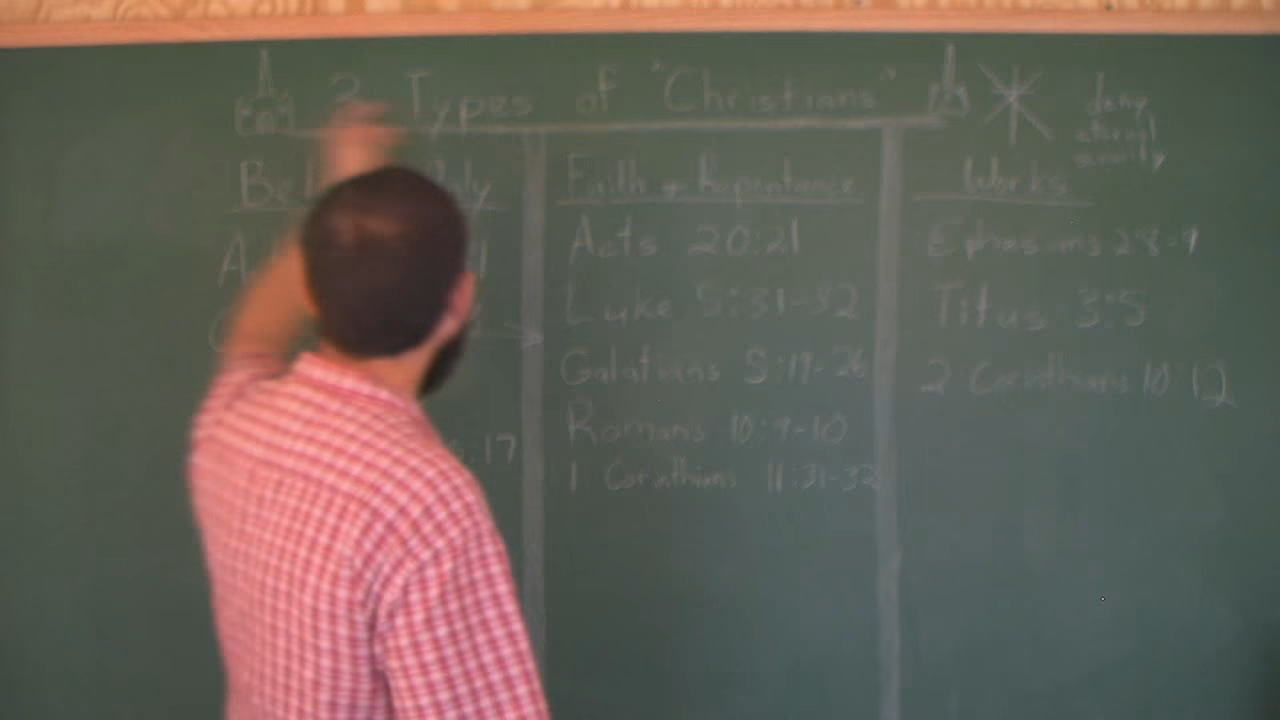 3 Types of "Christians"
deny
eternal
security
Faith + Repentance
Acts 20:21
Luke 5:31-32
Galatians 5:19-26
Romans 10:9-10
1 Corinthians 11:31-32
Works
Ephesians 2:8-9
Titus 3:5
2 Corinthians 10:12
:17